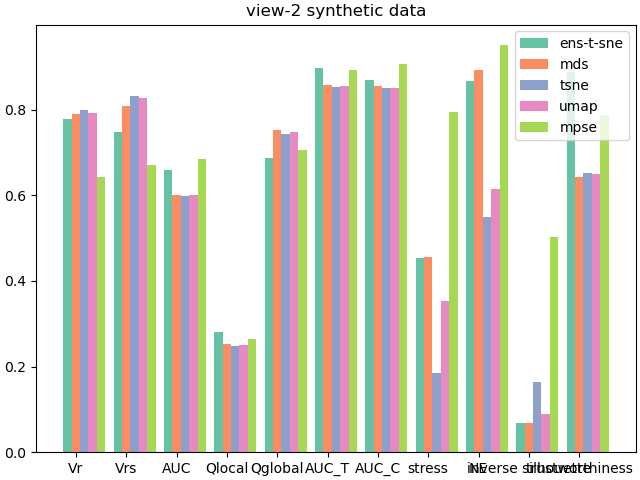 view-2 synthetic data
ens-t-sne
mds
tsne
umap
mpse
0.8
0.6
0.4
0.2
0.0
Vr Vrs AUC Qlocal Qglobal AUC_T AUC_C stress NE